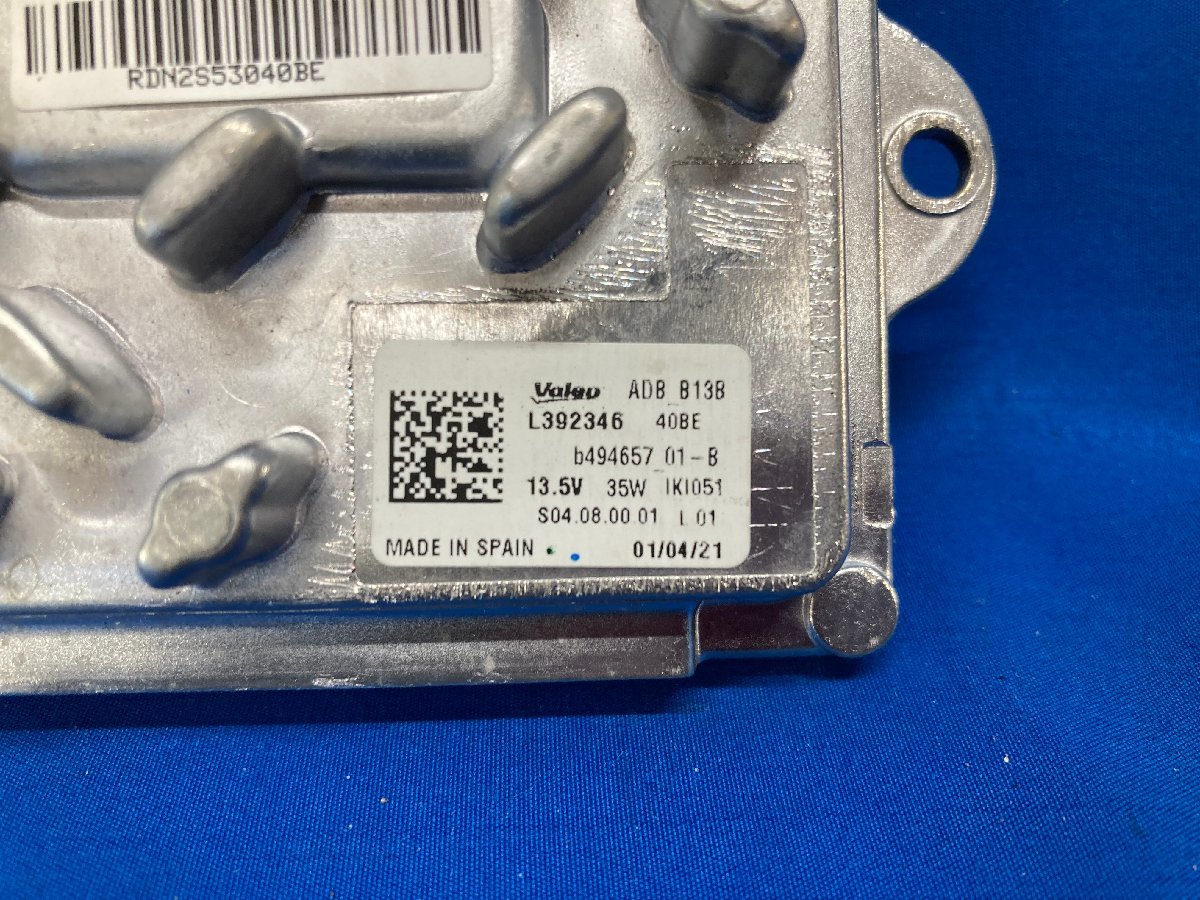 RDN2S53040BE
Valeo ADB B13B
L392346 40BE
b494657 01-B
13.5V 35W IKI051
S04.08.00 01 L 01
MADE IN SPAIN 01/04/21